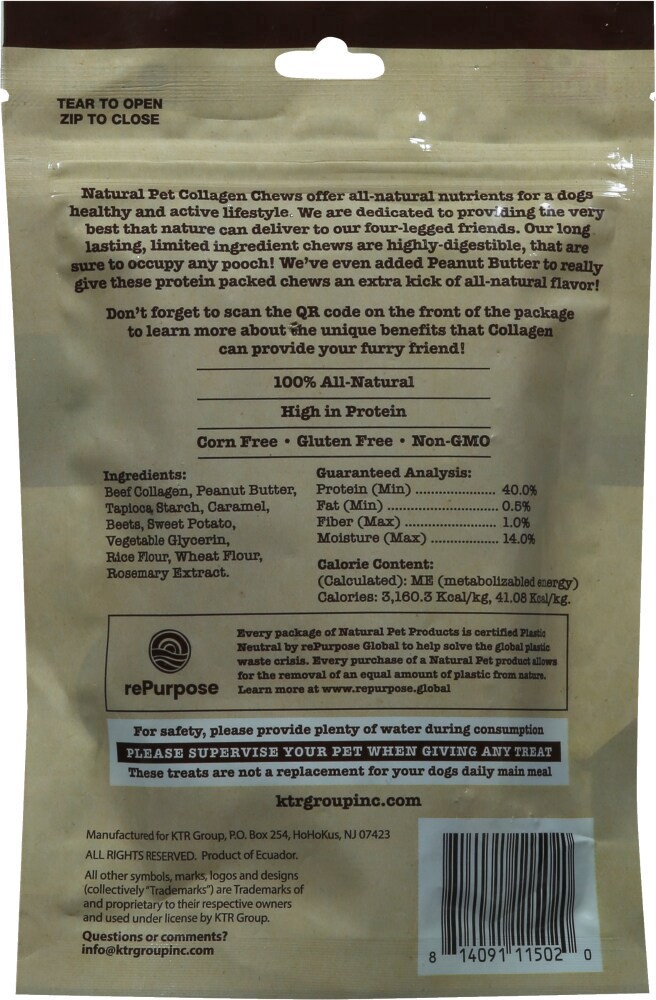 TEAR TO OPEN
ZIP TO CLOSE
Natural Pet Collagen Chews offer all-natural nutrients for a dogs
healthy and active lifestyle. We are dedicated to providing the very
best that nature can deliver to our four-legged friends. Our long
lasting, limited ingredient chews are highly-digestible, that are
sure to occupy any pooch! We've even added Peanut Butter to really
give these protein packed chews an extra kick of all-natural flavor!
Don't forget to scan the QR code on the front of the package
to learn more about the unique benefits that Collagen
can provide your furry friend!
100% All-Natural
High in Protein
Corn Free • Gluten Free • Non-GMO
Ingredients:
Beef Collagen, Peanut Butter,
Tapioca Starch, Caramel,
Beets, Sweet Potato,
Vegetable Glycerin,
Rice Flour, Wheat Flour,
Rosemary Extract.
Guaranteed Analysis:
Protein (Min) .................... 40.0%
Fat (Min) ........................... 0.5%
Fiber (Max) ....................... 1.0%
Moisture (Max) ................. 14.0%
Calorie Content:
(Calculated): ME (metabolizabled energy)
Calories: 3,160.3 Kcal/kg, 41.08 Kcal/kg.
rePurpose
Every package of Natural Pet Products is certified Plastic
Neutral by rePurpose Global to help solve the global plastic
waste crisis. Every purchase of a Natural Pet product allows
for the removal of an equal amount of plastic from nature.
Learn more at www.repurpose.global
For safety, please provide plenty of water during consumption
PLEASE SUPERVISE YOUR PET WHEN GIVING ANY TREAT
These treats are not a replacement for your dogs daily main meal
ktrgroupinc.com
Manufactured for KTR Group, P.O. Box 254, HoHoKus, NJ 07423
ALL RIGHTS RESERVED. Product of Ecuador.
All other symbols, marks, logos and designs
(collectively "Trademarks") are Trademarks of
and proprietary to their respective owners
and used under license by KTR Group.
Questions or comments?
info@ktrgroupinc.com
8 14091 11502 0